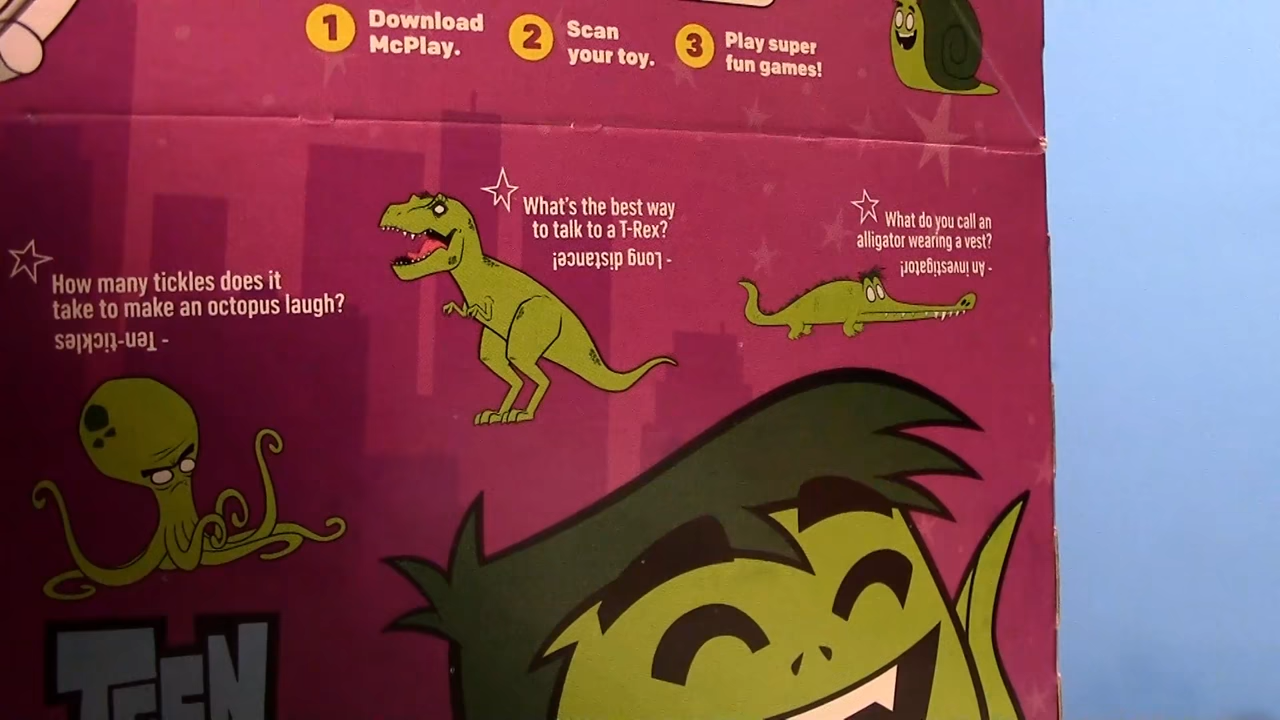 1 Download
McPlay.
2 Scan
your toy.
3 Play super
fun games!
What's the best way
to talk to a T-Rex?
- Long distance!
What do you call an
alligator wearing a vest?
- An investigator!
How many tickles does it
take to make an octopus laugh?
- Ten-tickles
TEEN